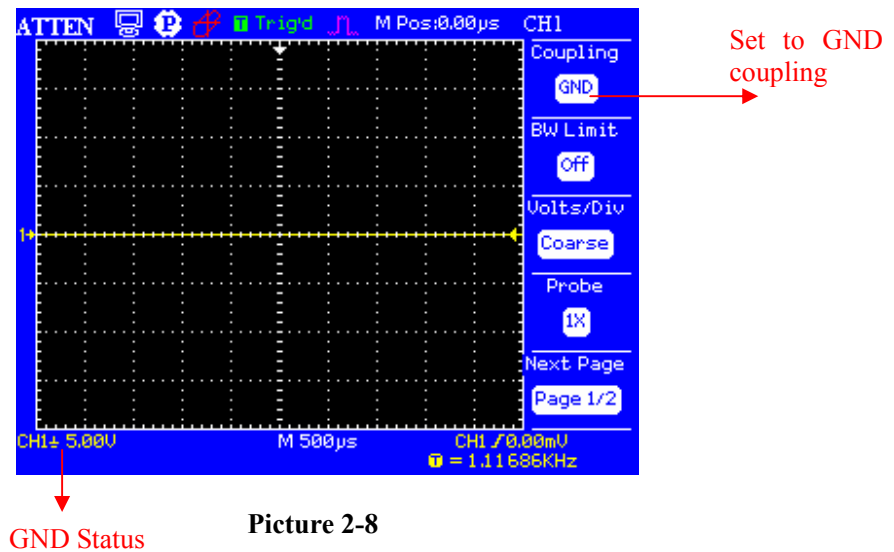 ATTEN P T Trig'd M Pos:0.00µs CH1
Coupling
GND
Set to GND
coupling
BW Limit
Off
Volts/Div
Coarse
1
Probe
1X
Next Page
Page 1/2
CH1⏚ 5.00V M 500µs CH1 / 0.00mV
T = 1.11686KHz
GND Status
Picture 2-8